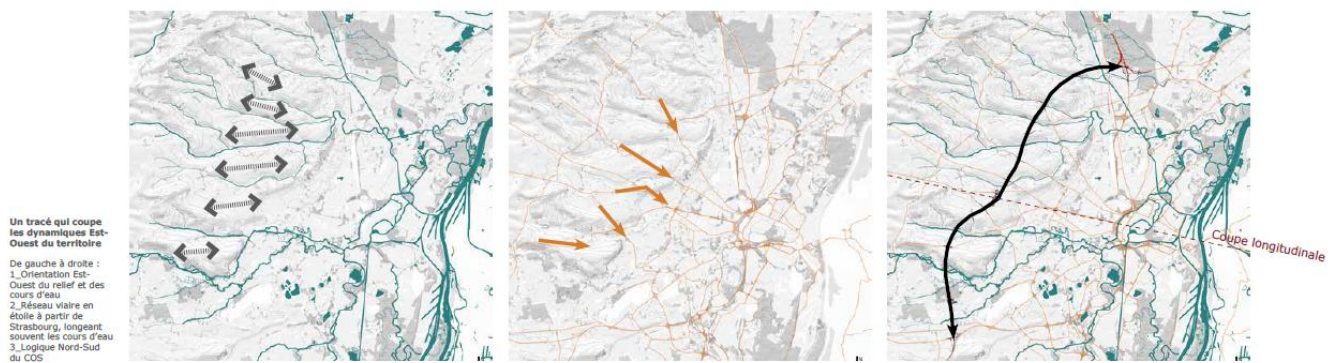 Un tracé qui coupe
les dynamiques Est-
Ouest du territoire
De gauche à droite :
1_Orientation Est-
Ouest du relief et des
cours d'eau
2_Réseau viaire en
étoile à partir de
Strasbourg, longeant
souvent les cours d'eau
3_Logique Nord-Sud
du COS
Coupe longitudinale